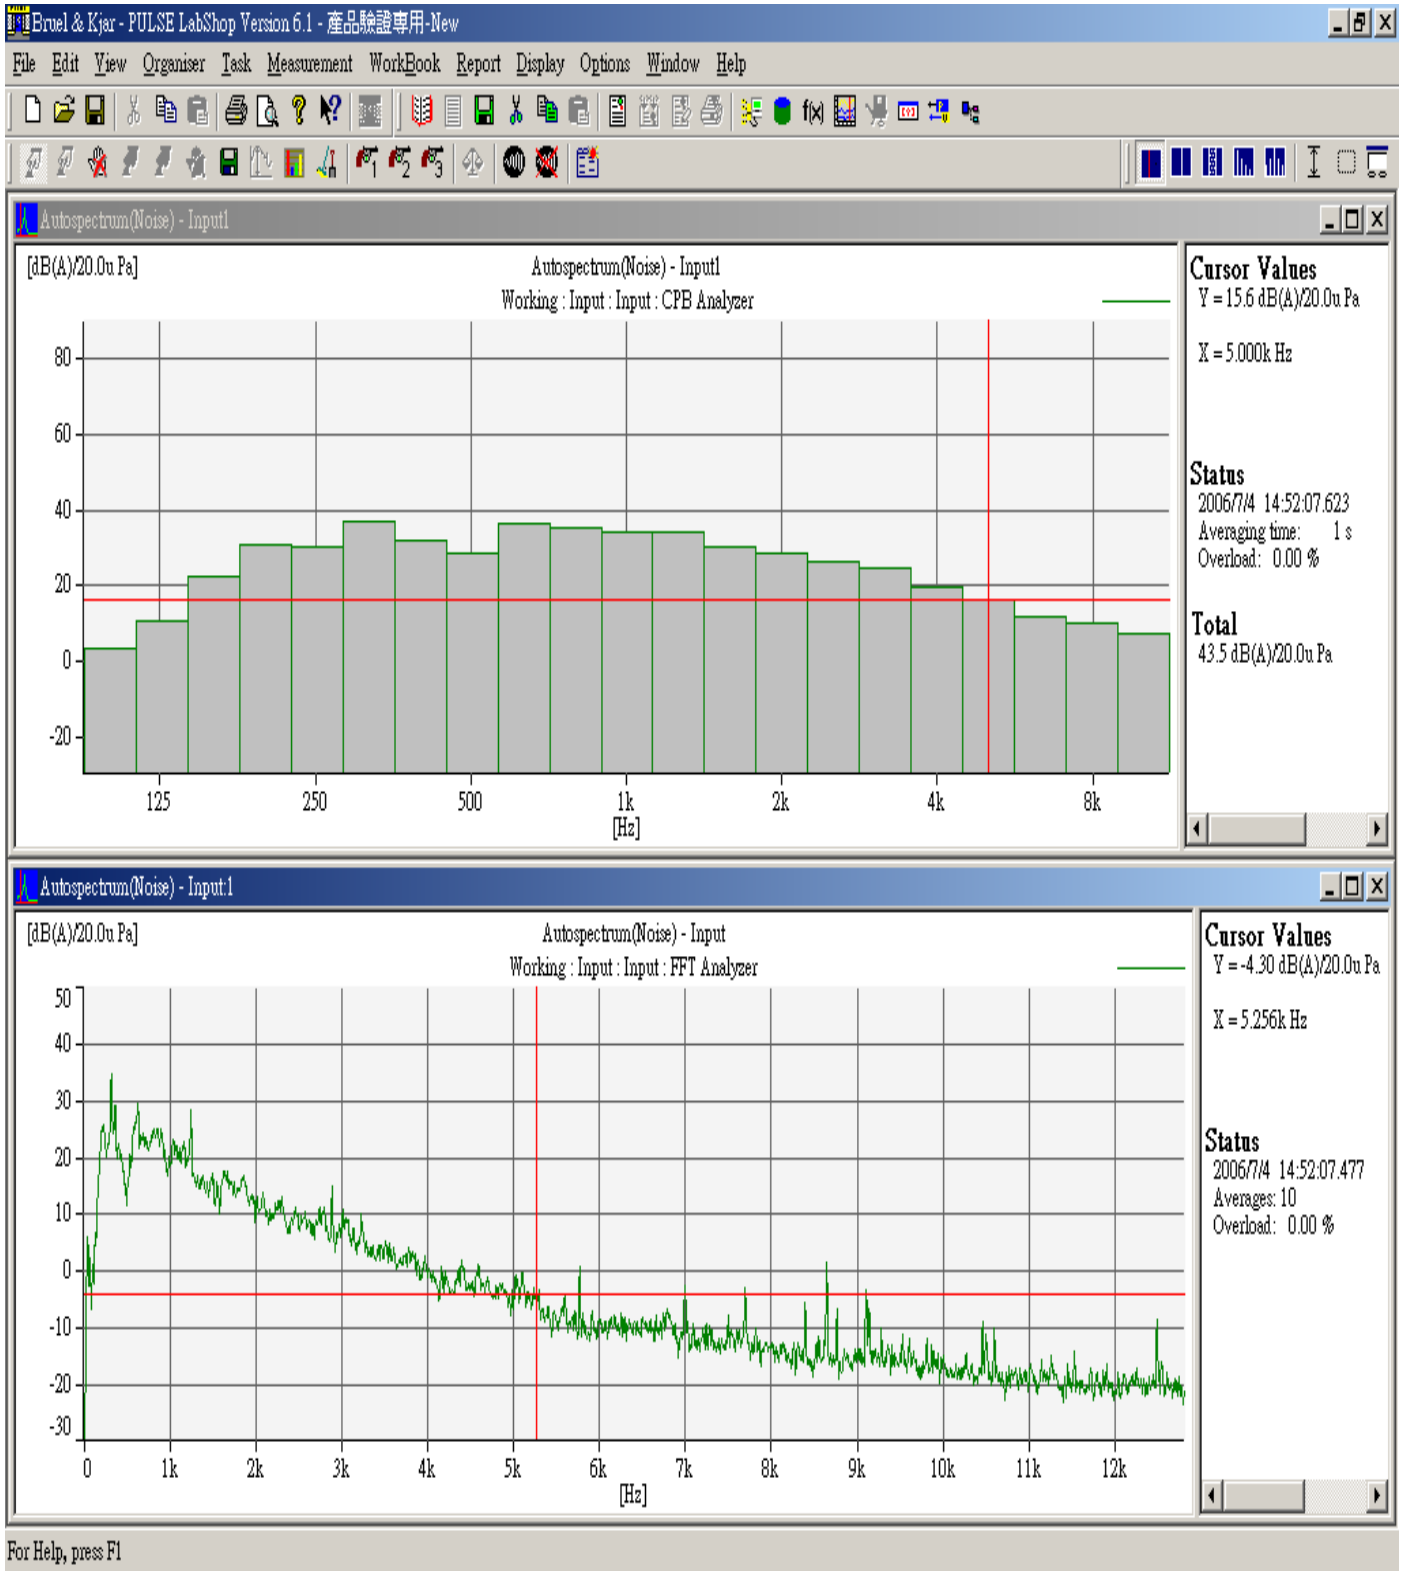 Bruel & Kjar - PULSE LabShop Version 6.1 - 產品驗證專用-New
File Edit View Organiser Task Measurement WorkBook Report Display Options Window Help
f(x)
1 2 3
Autospectrum(Noise) - Input1
[dB(A)/20.0u Pa]
Autospectrum(Noise) - Input1
Working : Input : Input : CPB Analyzer
80
60
40
20
0
-20
125 250 500 1k 2k 4k 8k
[Hz]
Cursor Values
Y = 15.6 dB(A)/20.0u Pa
X = 5.000k Hz
Status
2006/7/4 14:52:07.623
Averaging time: 1 s
Overload: 0.00 %
Total
43.5 dB(A)/20.0u Pa
Autospectrum(Noise) - Input:1
[dB(A)/20.0u Pa]
Autospectrum(Noise) - Input
Working : Input : Input : FFT Analyzer
50
40
30
20
10
0
-10
-20
-30
0 1k 2k 3k 4k 5k 6k 7k 8k 9k 10k 11k 12k
[Hz]
Cursor Values
Y = -4.30 dB(A)/20.0u Pa
X = 5.256k Hz
Status
2006/7/4 14:52:07.477
Averages: 10
Overload: 0.00 %
For Help, press F1